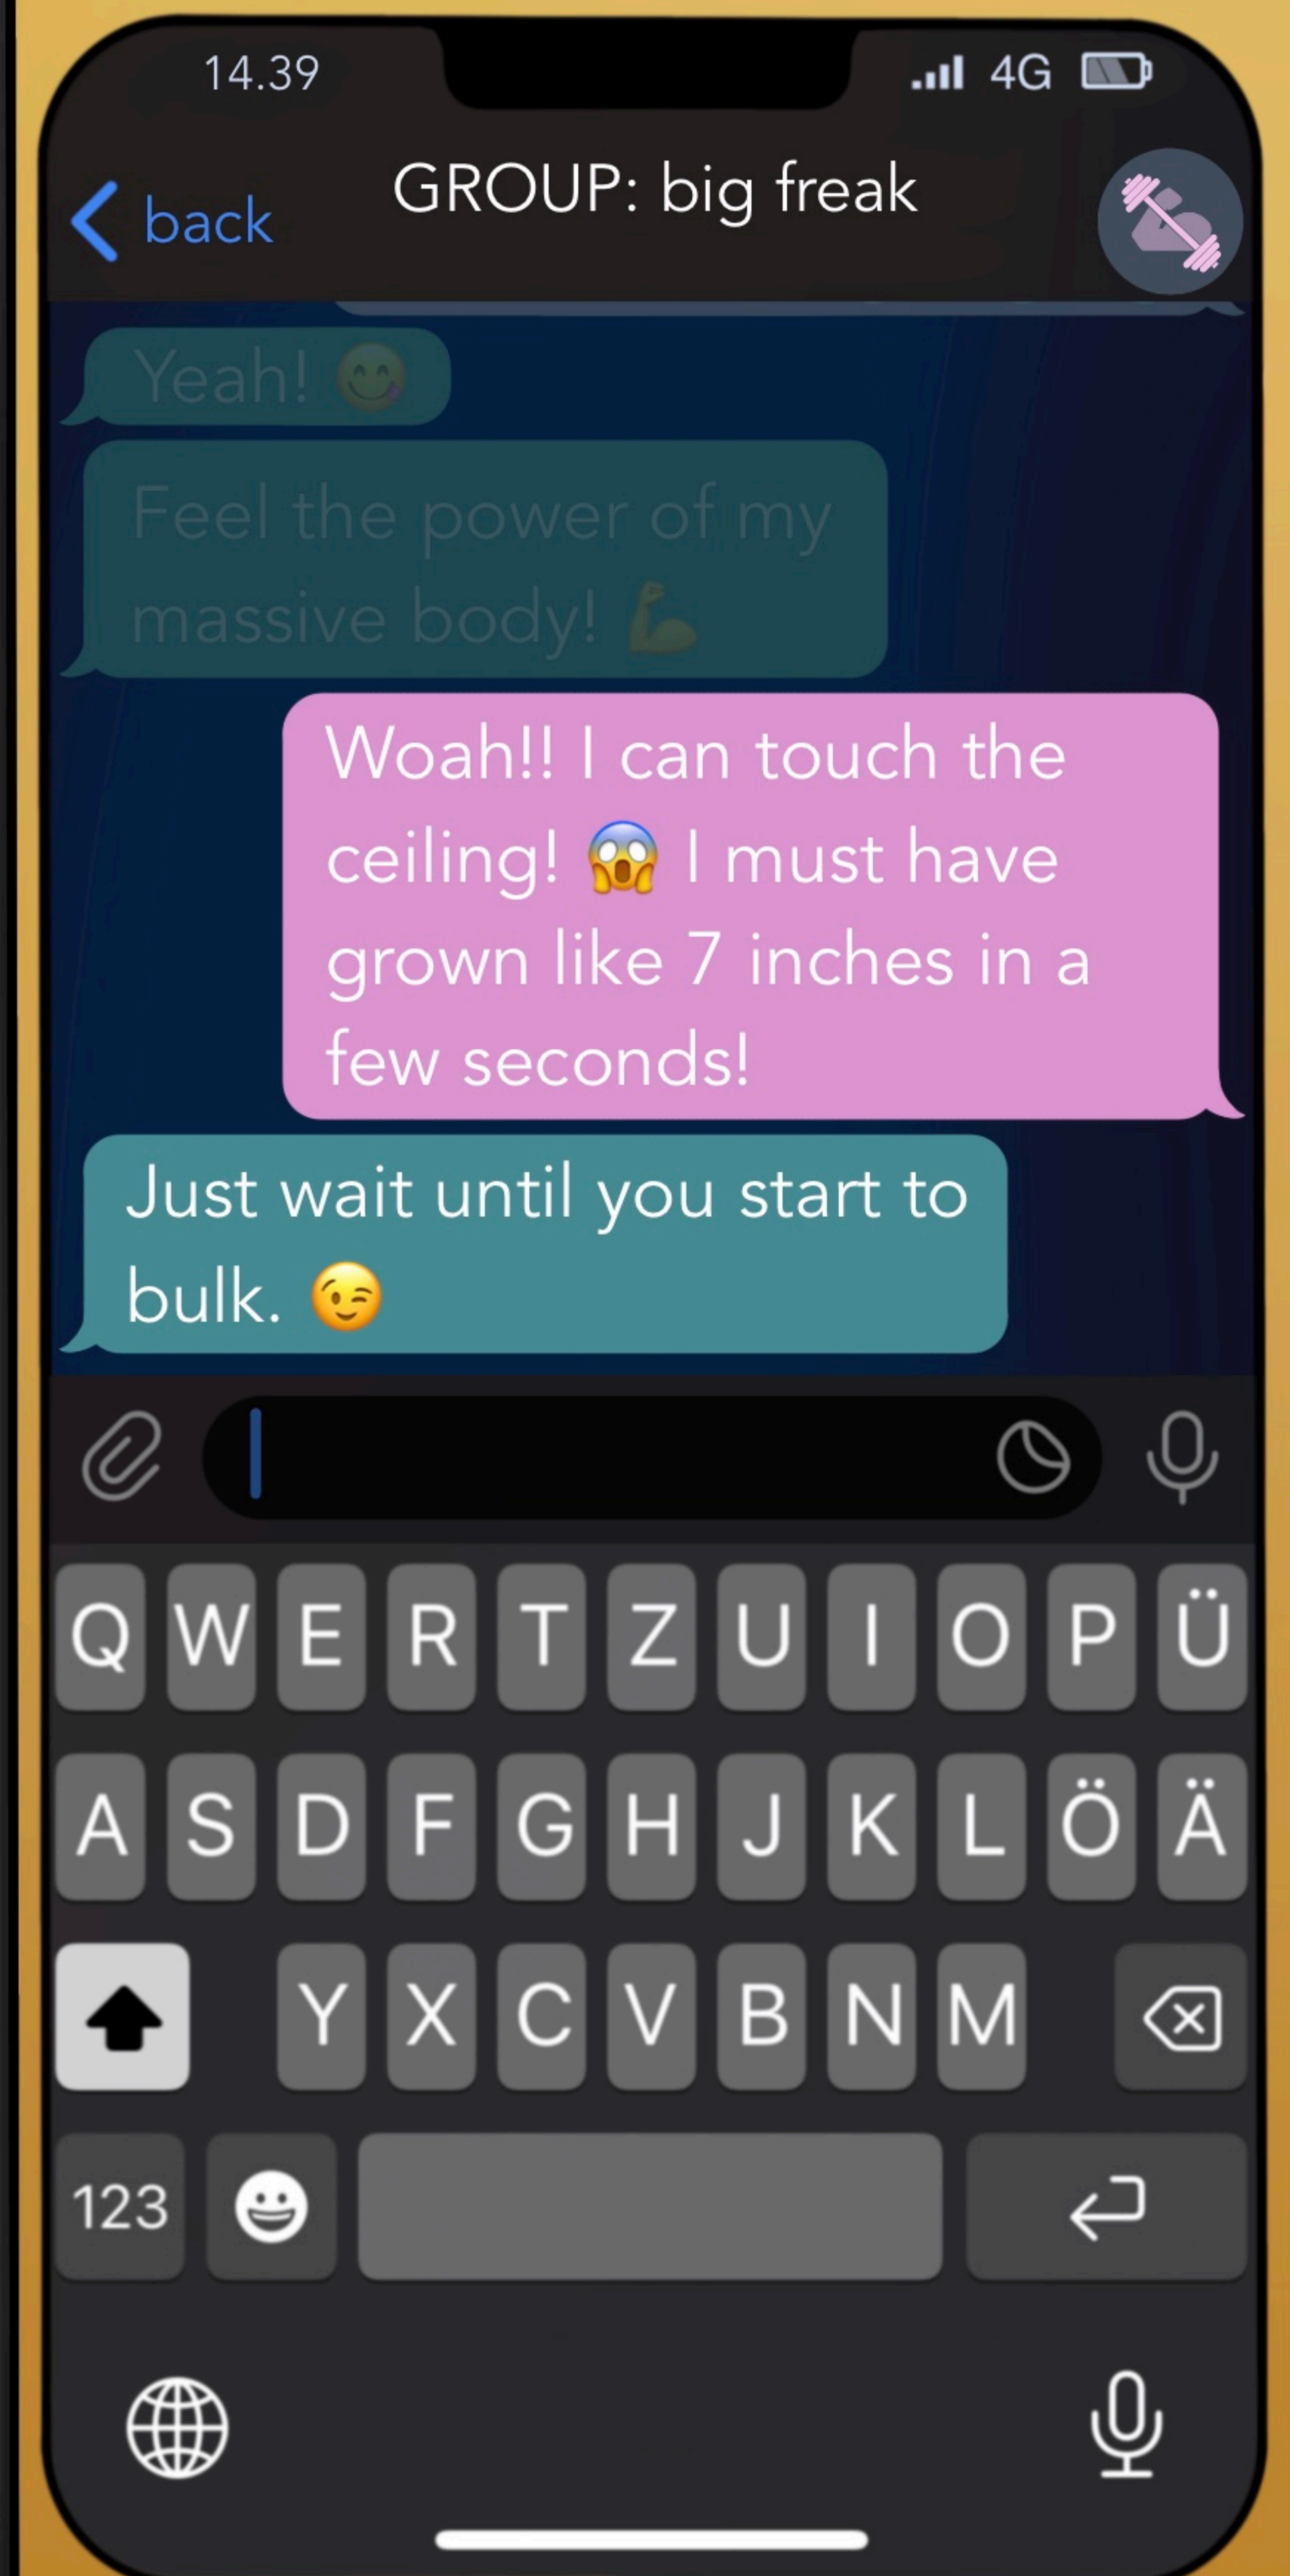 14.39 4G
GROUP: big freak
back
Yeah! 😋
Feel the power of my
massive body! 💪
Woah!! I can touch the
ceiling! 😱 I must have
grown like 7 inches in a
few seconds!
Just wait until you start to
bulk. 😉
Q W E R T Z U I O P Ü
A S D F G H J K L Ö Ä
Y X C V B N M
123